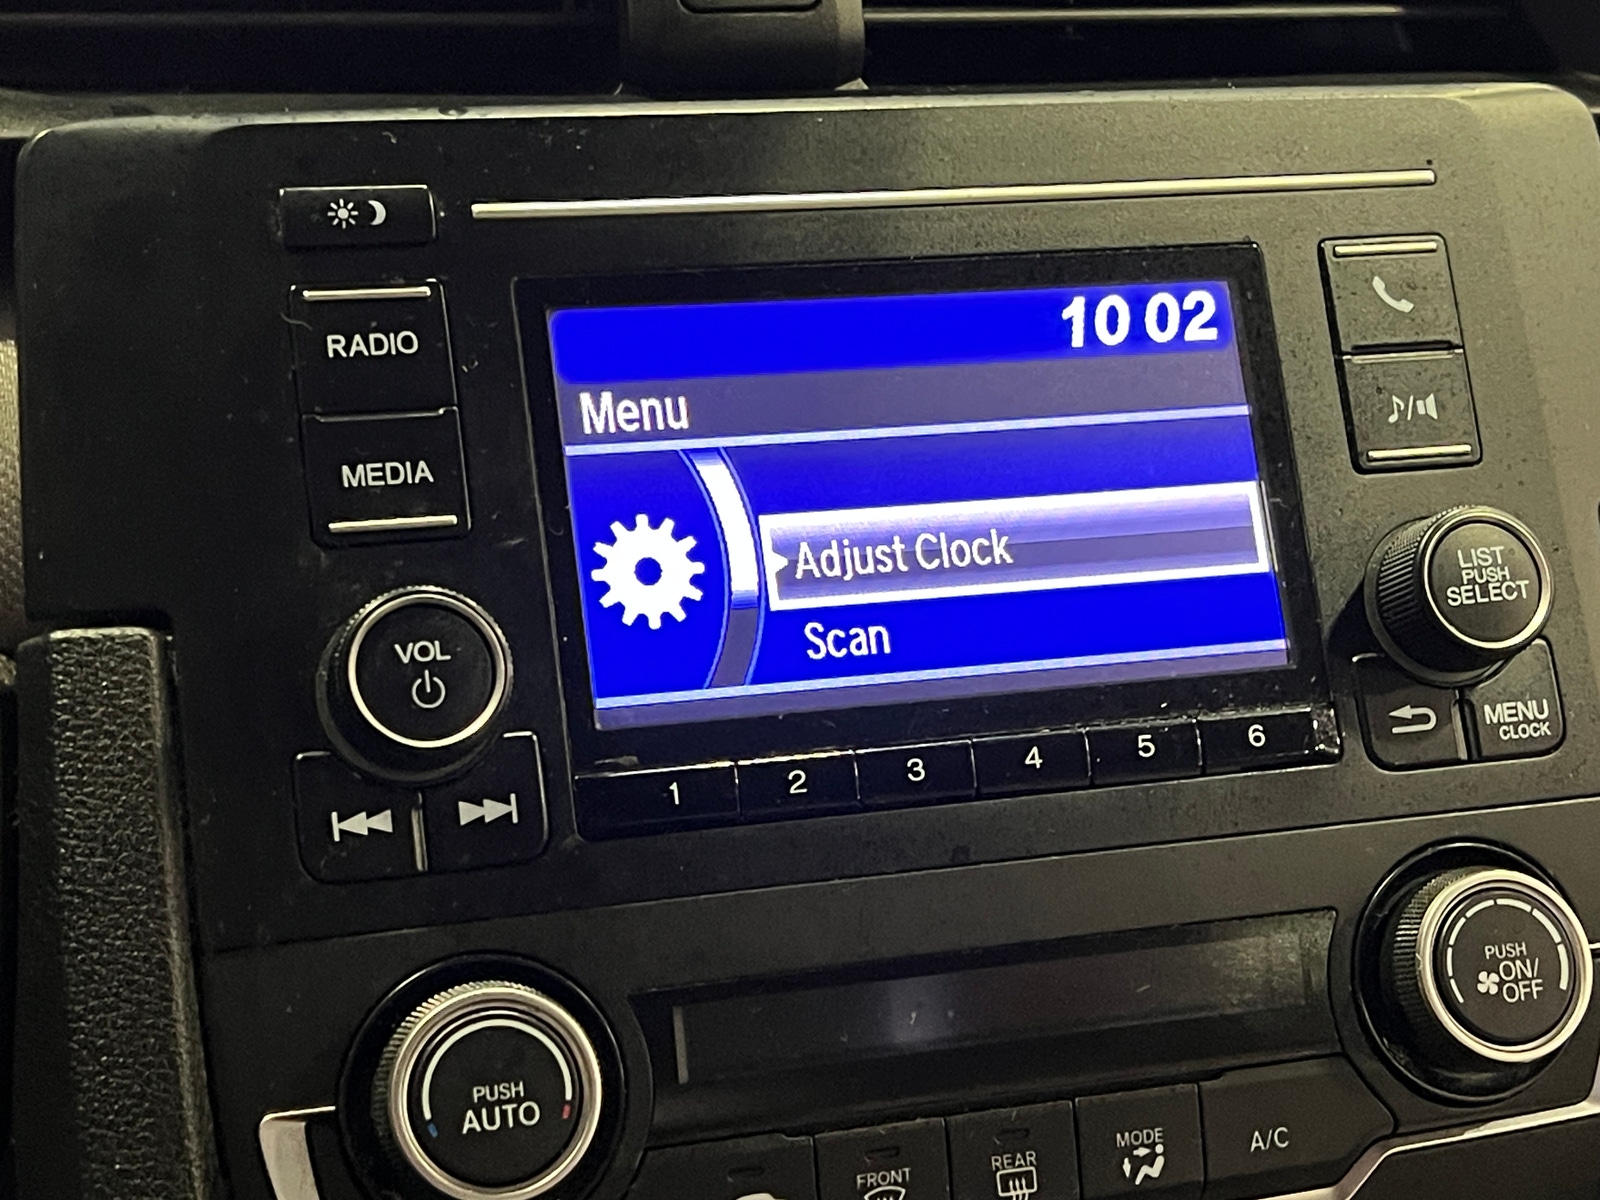 10 02
RADIO
Menu
MEDIA
Adjust Clock
LIST
PUSH
SELECT
Scan
VOL
MENU
CLOCK
1 2 3 4 5 6
PUSH
ON/
OFF
PUSH
AUTO
FRONT
REAR
MODE
A/C